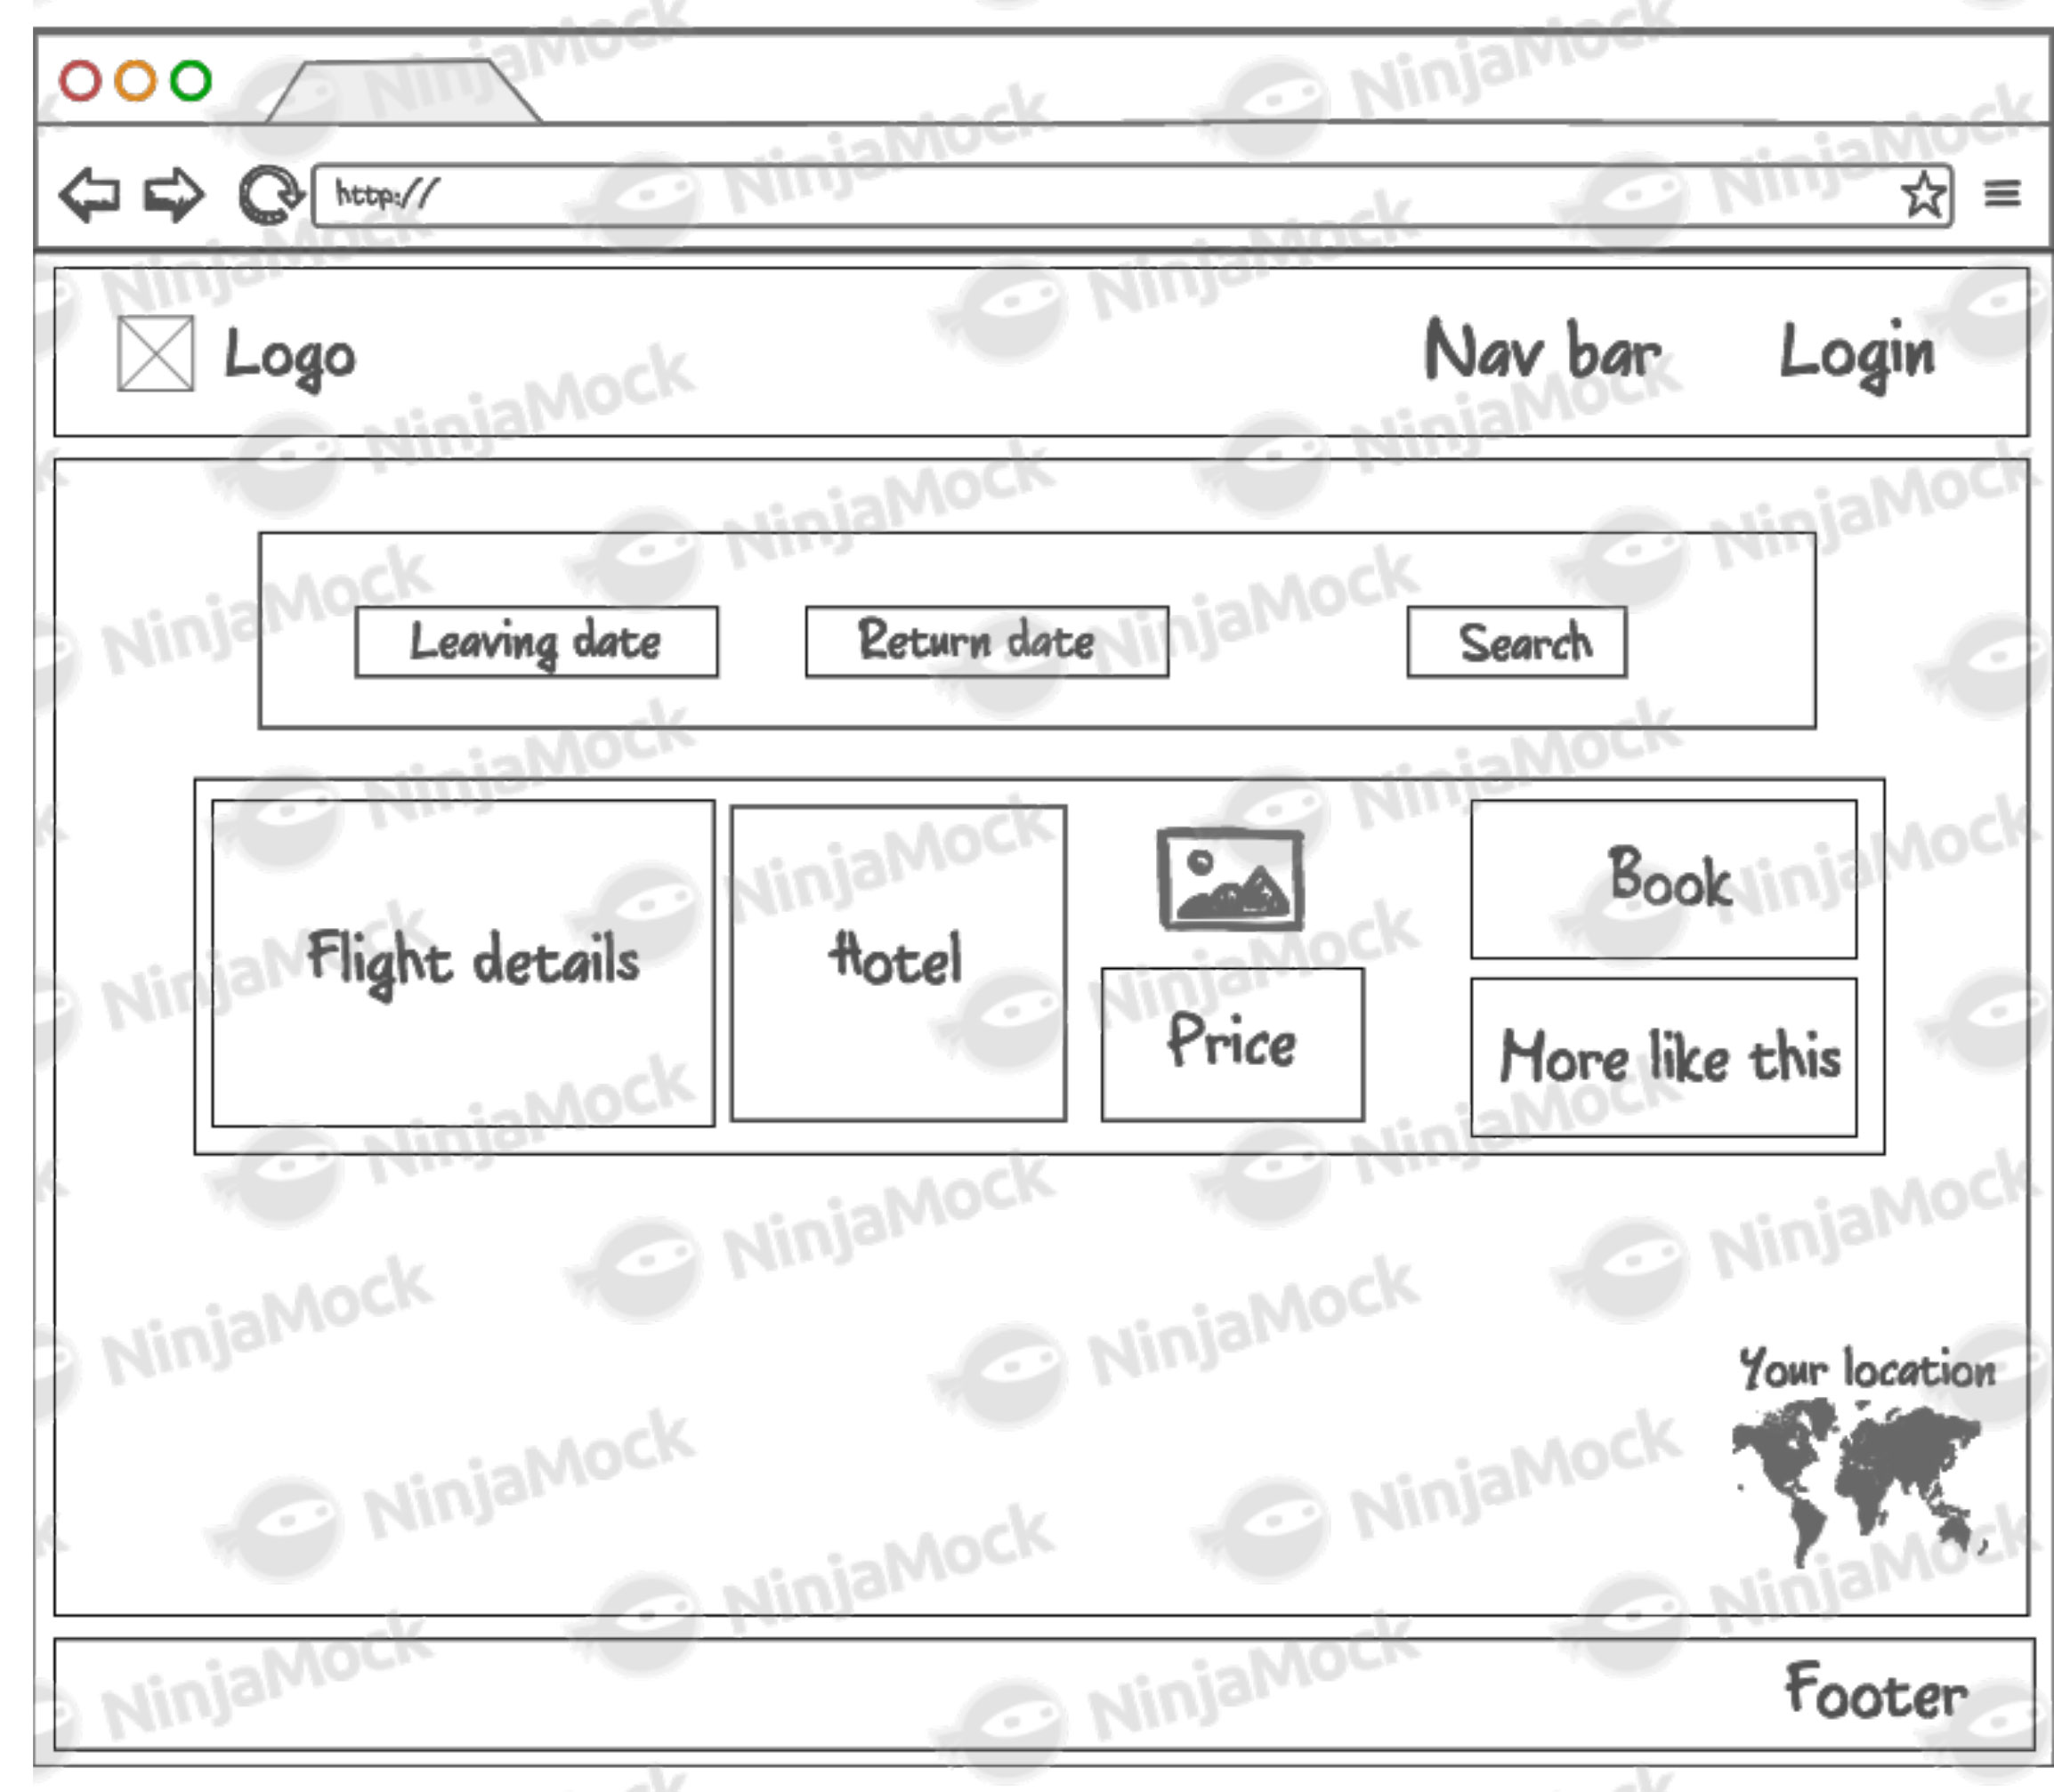 http://
Logo
Nav bar
Login
Leaving date
Return date
Search
Flight details
Hotel
Price
Book
More like this
Your location
Footer
NinjaMock